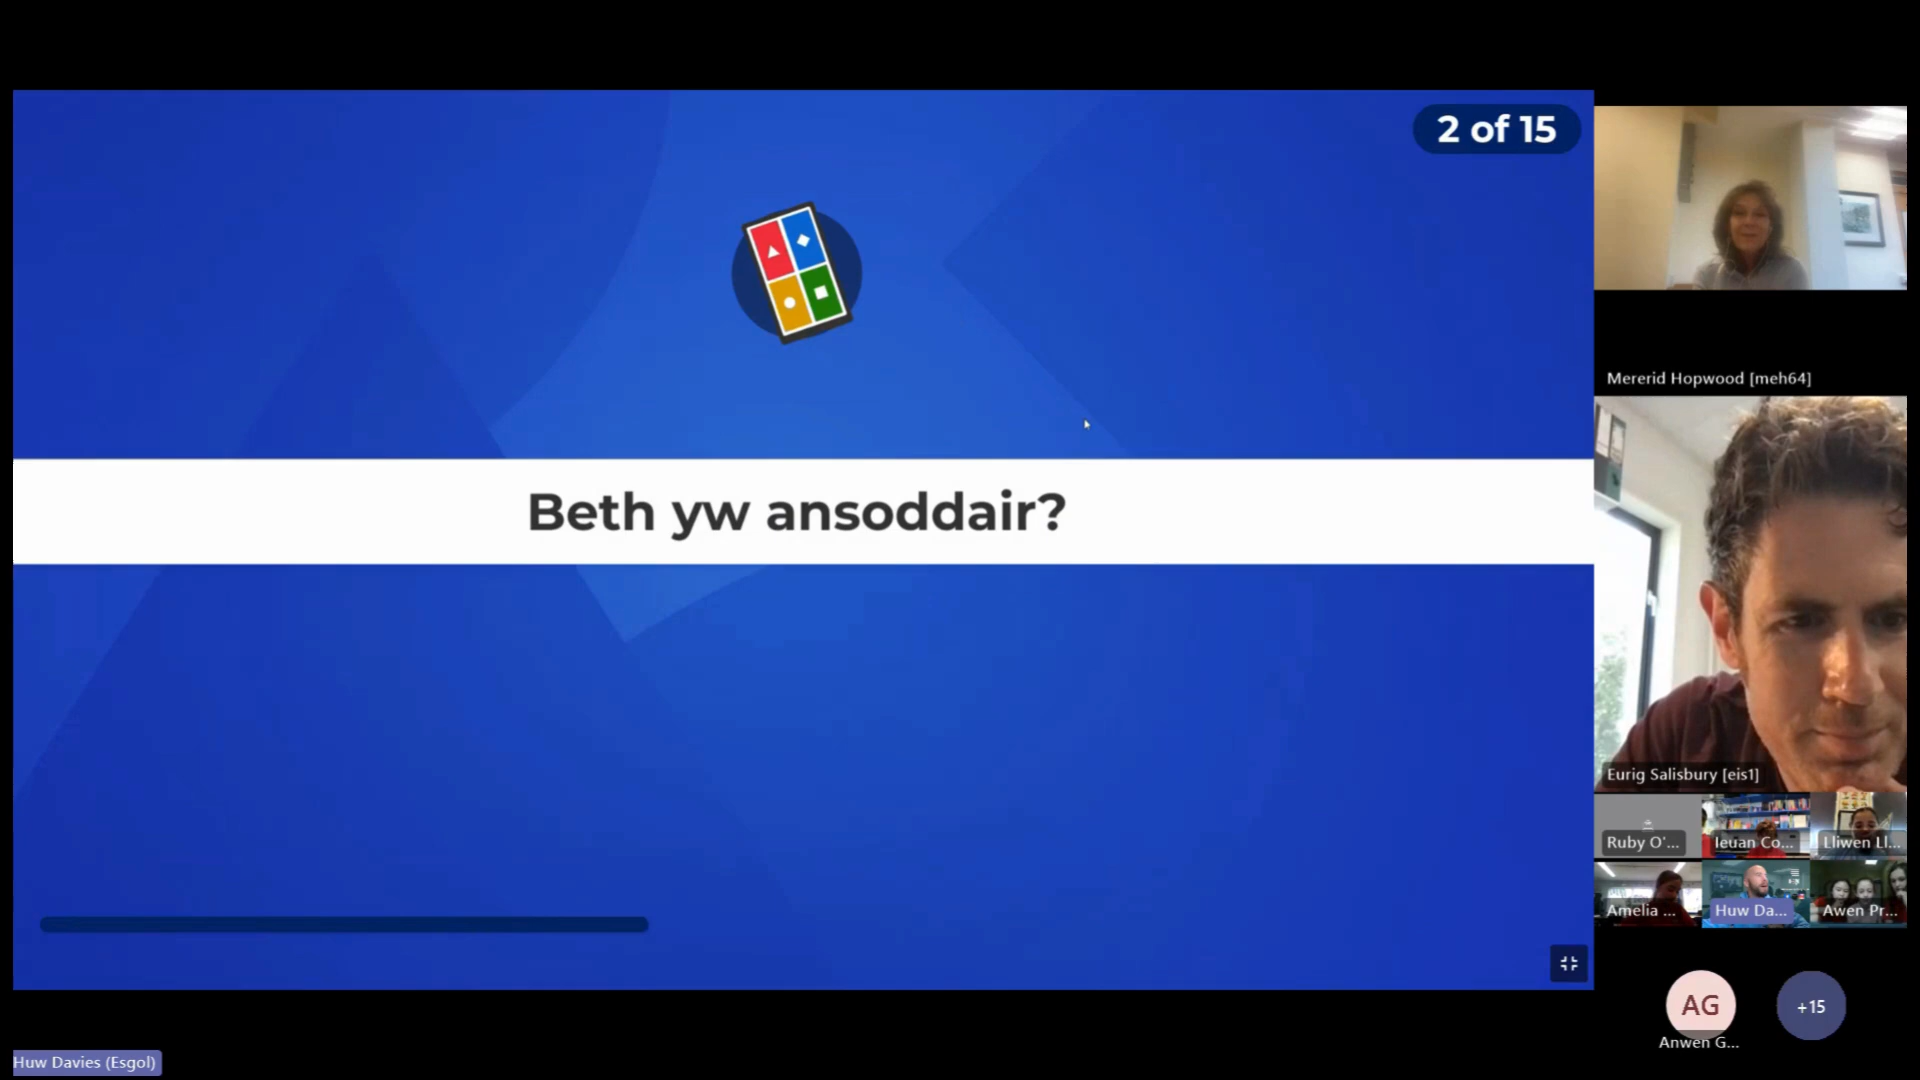 2 of 15
Beth yw ansoddair?
Mererid Hopwood [meh64]
Eurig Salisbury [eis1]
Ruby O'...
Ieuan Co...
Lliwen Ll...
Amelia ...
Huw Da...
Awen Pr...
AG
+15
Anwen G...
Huw Davies (Esgol)